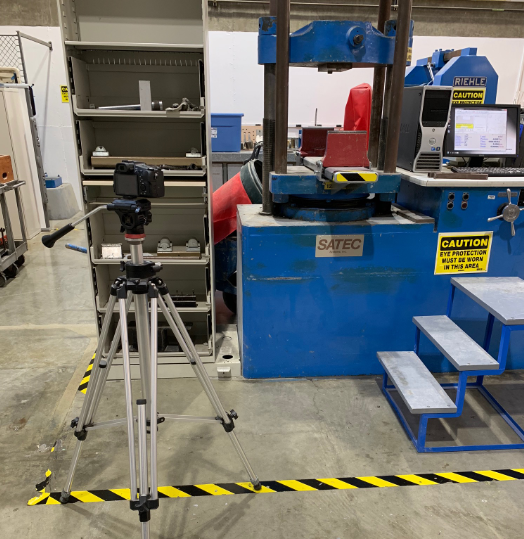 RIEHLE
CAUTION
SATEC
CAUTION
EYE PROTECTION
MUST BE WORN
IN THIS AREA